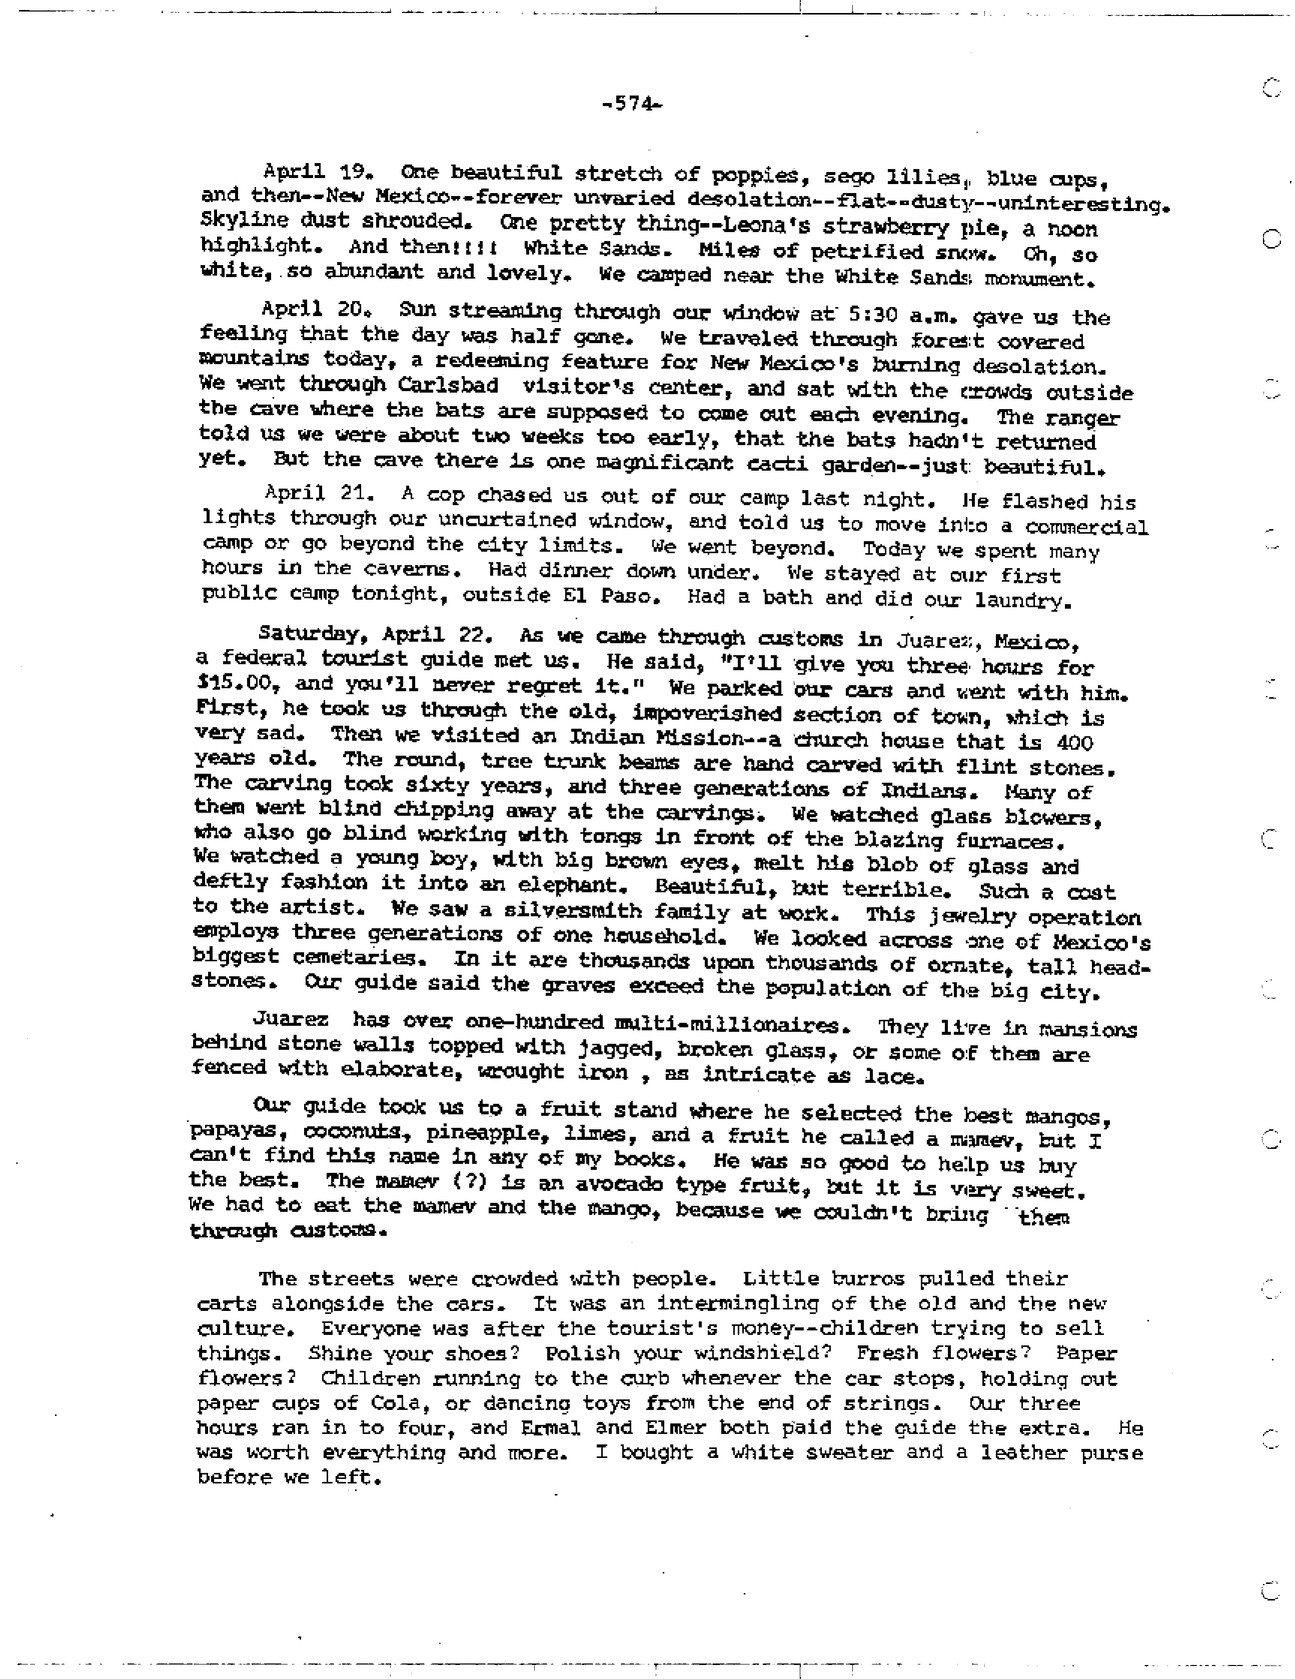 -574-
April 19. One beautiful stretch of poppies, sego lilies, blue cups,
and then--New Mexico--forever unvaried desolation--flat--dusty--uninteresting.
Skyline dust shrouded. One pretty thing--Leona's strawberry pie, a noon
highlight. And then!!!! White Sands. Miles of petrified snow. Oh, so
white, so abundant and lovely. We camped near the White Sands monument.
April 20. Sun streaming through our window at 5:30 a.m. gave us the
feeling that the day was half gone. We traveled through forest covered
mountains today, a redeeming feature for New Mexico's burning desolation.
We went through Carlsbad visitor's center, and sat with the crowds outside
the cave where the bats are supposed to come out each evening. The ranger
told us we were about two weeks too early, that the bats hadn't returned
yet. But the cave there is one magnificant cacti garden--just beautiful.
April 21. A cop chased us out of our camp last night. He flashed his
lights through our uncurtained window, and told us to move into a commercial
camp or go beyond the city limits. We went beyond. Today we spent many
hours in the caverns. Had dinner down under. We stayed at our first
public camp tonight, outside El Paso. Had a bath and did our laundry.
Saturday, April 22. As we came through customs in Juarez, Mexico,
a federal tourist guide met us. He said, "I'll give you three hours for
$15.00, and you'll never regret it." We parked our cars and went with him.
First, he took us through the old, impoverished section of town, which is
very sad. Then we visited an Indian Mission--a church house that is 400
years old. The round, tree trunk beams are hand carved with flint stones.
The carving took sixty years, and three generations of Indians. Many of
them went blind chipping away at the carvings. We watched glass blowers,
who also go blind working with tongs in front of the blazing furnaces.
We watched a young boy, with big brown eyes, melt his blob of glass and
deftly fashion it into an elephant. Beautiful, but terrible. Such a cost
to the artist. We saw a silversmith family at work. This jewelry operation
employs three generations of one household. We looked across one of Mexico's
biggest cemetaries. In it are thousands upon thousands of ornate, tall head-
stones. Our guide said the graves exceed the population of the big city.
Juarez has over one-hundred multi-millionaires. They live in mansions
behind stone walls topped with jagged, broken glass, or some of them are
fenced with elaborate, wrought iron , as intricate as lace.
Our guide took us to a fruit stand where he selected the best mangos,
papayas, coconuts, pineapple, limes, and a fruit he called a mamev, but I
can't find this name in any of my books. He was so good to help us buy
the best. The mamev (?) is an avocado type fruit, but it is very sweet.
We had to eat the mamev and the mango, because we couldn't bring them
through customs.
The streets were crowded with people. Little burros pulled their
carts alongside the cars. It was an intermingling of the old and the new
culture. Everyone was after the tourist's money--children trying to sell
things. Shine your shoes? Polish your windshield? Fresh flowers? Paper
flowers? Children running to the curb whenever the car stops, holding out
paper cups of Cola, or dancing toys from the end of strings. Our three
hours ran in to four, and Ermal and Elmer both paid the guide the extra. He
was worth everything and more. I bought a white sweater and a leather purse
before we left.